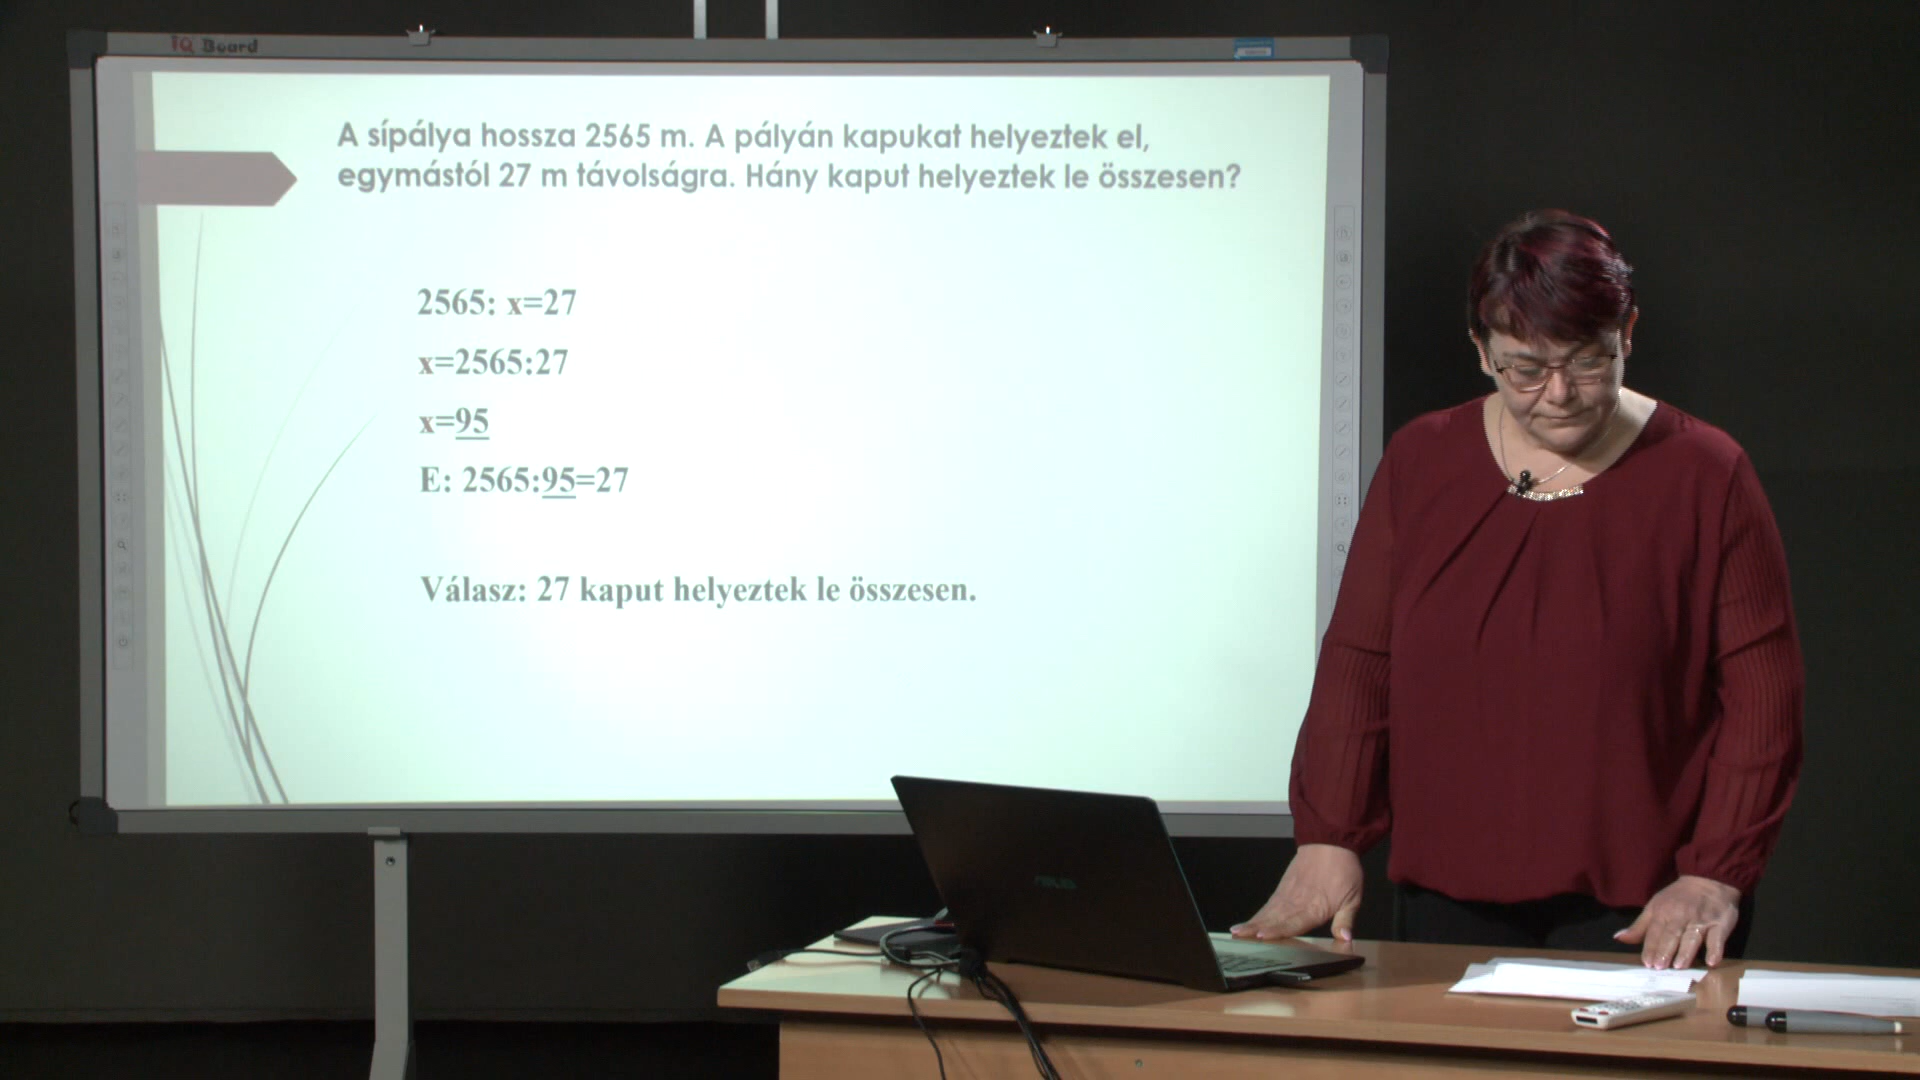 IQ Board
A sípálya hossza 2565 m. A pályán kapukat helyeztek el,
egymástól 27 m távolságra. Hány kaput helyeztek le összesen?
2565: x=27
x=2565:27
x=95
E: 2565:95=27
Válasz: 27 kaput helyeztek le összesen.
ASUS